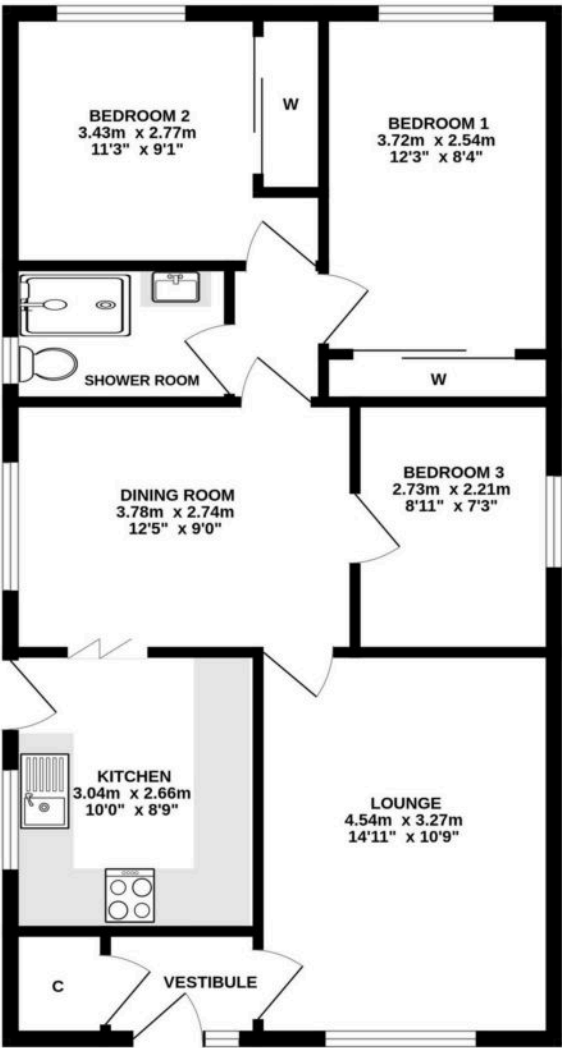 BEDROOM 2
3.43m x 2.77m
11'3" x 9'1"
W
BEDROOM 1
3.72m x 2.54m
12'3" x 8'4"
SHOWER ROOM
W
DINING ROOM
3.78m x 2.74m
12'5" x 9'0"
BEDROOM 3
2.73m x 2.21m
8'11" x 7'3"
KITCHEN
3.04m x 2.66m
10'0" x 8'9"
LOUNGE
4.54m x 3.27m
14'11" x 10'9"
C
VESTIBULE